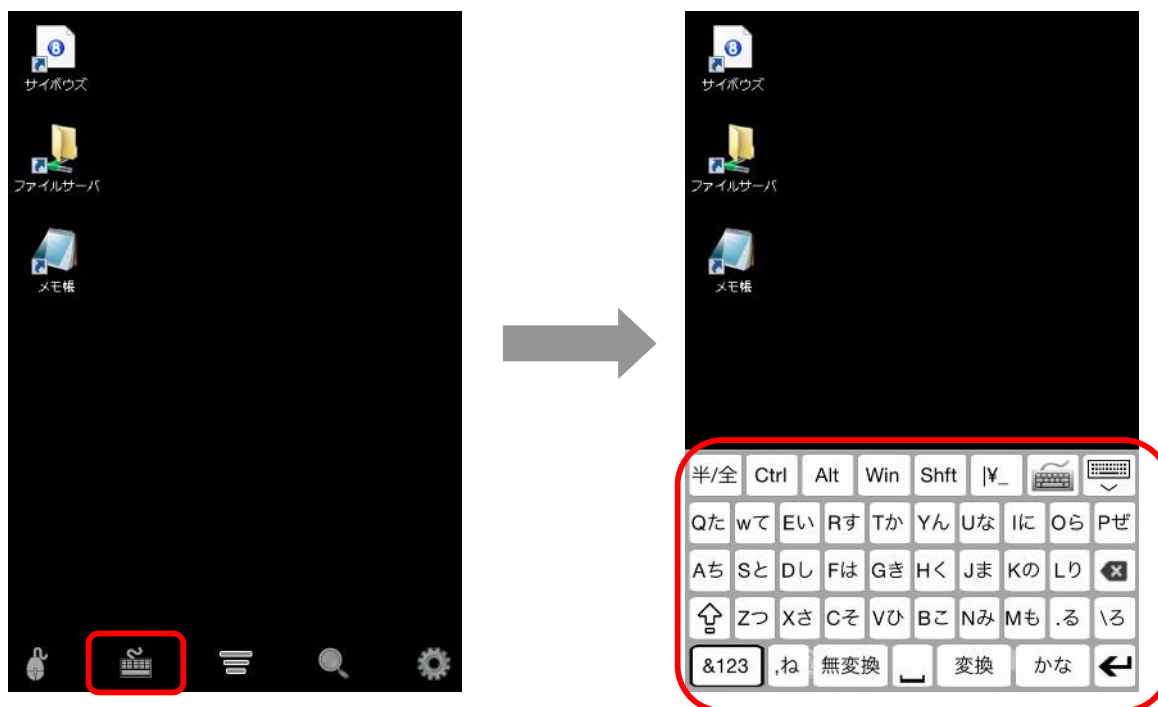 8
サイボウズ
ファイルサーバ
メモ帳
8
サイボウズ
ファイルサーバ
メモ帳
半/全 Ctrl Alt Win Shft |¥_
Qた wて Eい Rす Tか Yん Uな Iに Oら Pぜ
Aち Sと Dし Fは Gき Hく Jま Kの Lり
Zつ Xさ Cそ Vひ Bこ Nみ Mも .る \ろ
&123 ,ね 無変換 変換 かな